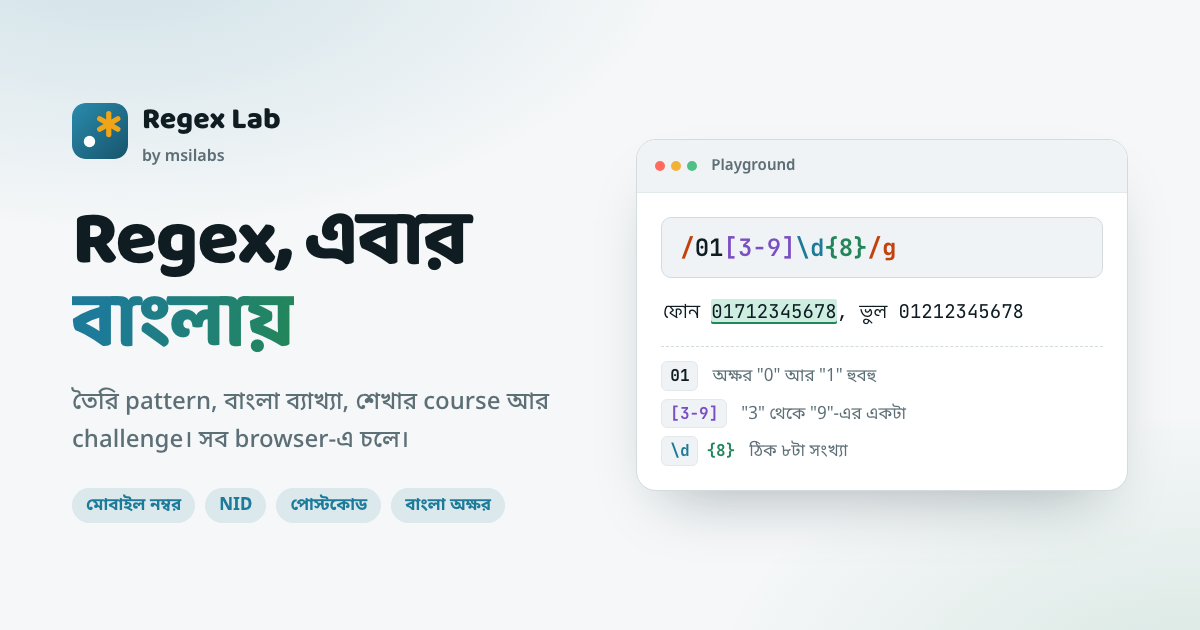 Regex Lab
by msilabs
Regex, এবার
বাংলায়
তৈরি pattern, বাংলা ব্যাখ্যা, শেখার course আর
challenge। সব browser-এ চলে।
মোবাইল নম্বর NID পোস্টকোড বাংলা অক্ষর
Playground
/01[3-9]\d{8}/g
ফোন 01712345678, ভুল 01212345678
01 অক্ষর "0" আর "1" হুবহু
[3-9] "3" থেকে "9"-এর একটা
\d {8} ঠিক ৮টা সংখ্যা